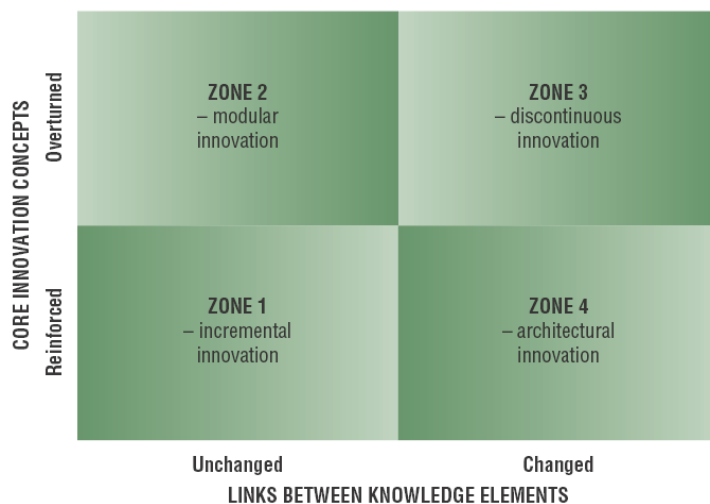 CORE INNOVATION CONCEPTS
Overturned
Reinforced
ZONE 2
– modular
innovation
ZONE 3
– discontinuous
innovation
ZONE 1
– incremental
innovation
ZONE 4
– architectural
innovation
Unchanged
Changed
LINKS BETWEEN KNOWLEDGE ELEMENTS